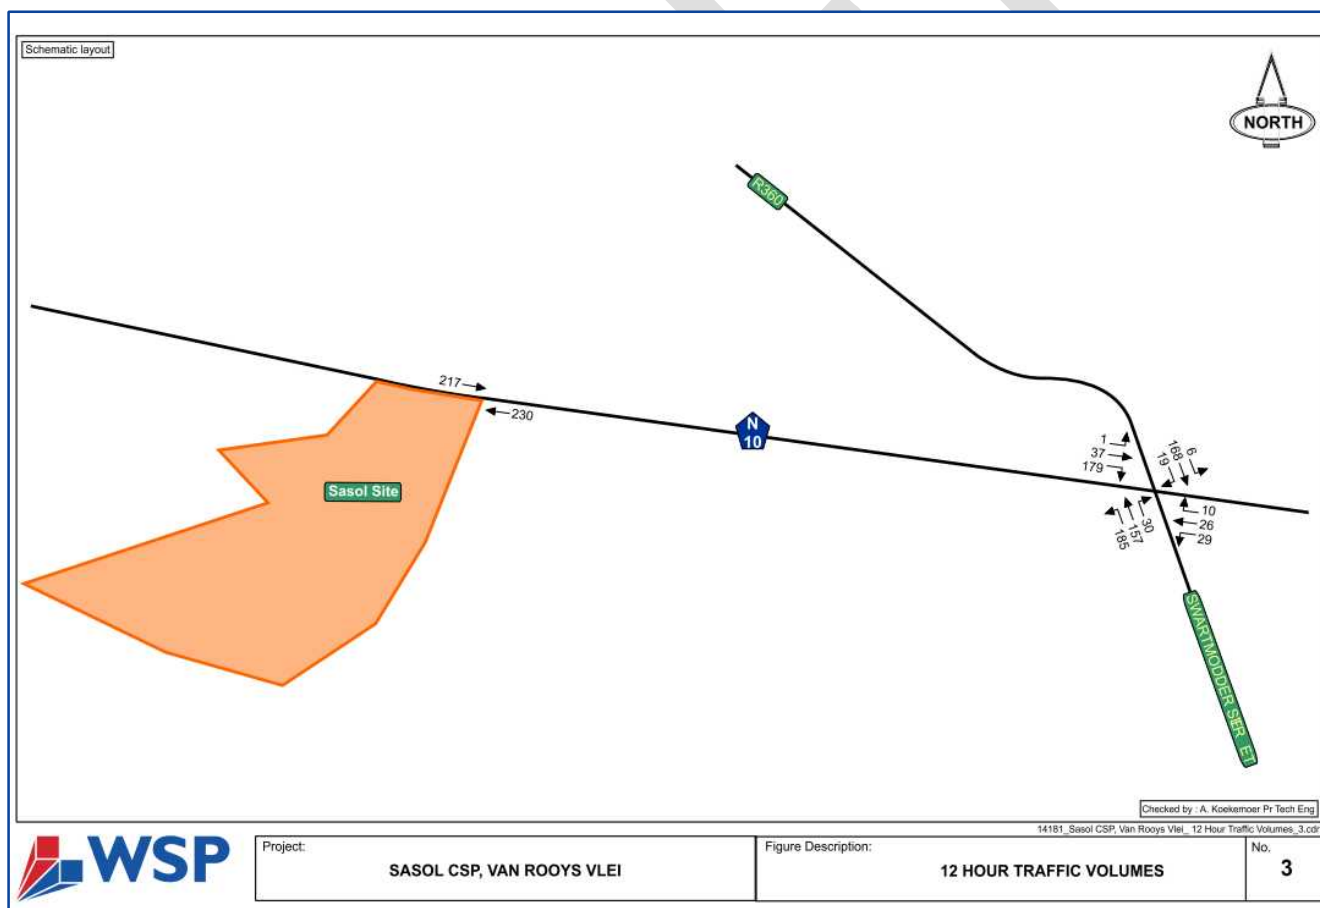 Schematic layout
NORTH
R360
217
230
N
10
1
37
179
19
168
6
185
157
30
10
26
29
Sasol Site
SWARTMODDER SER ET
Checked by : A. Koekemoer Pr Tech Eng
14181_Sasol CSP, Van Rooys Vlei_ 12 Hour Traffic Volumes_3.cdr
WSP
Project:
SASOL CSP, VAN ROOYS VLEI
Figure Description:
12 HOUR TRAFFIC VOLUMES
No.
3